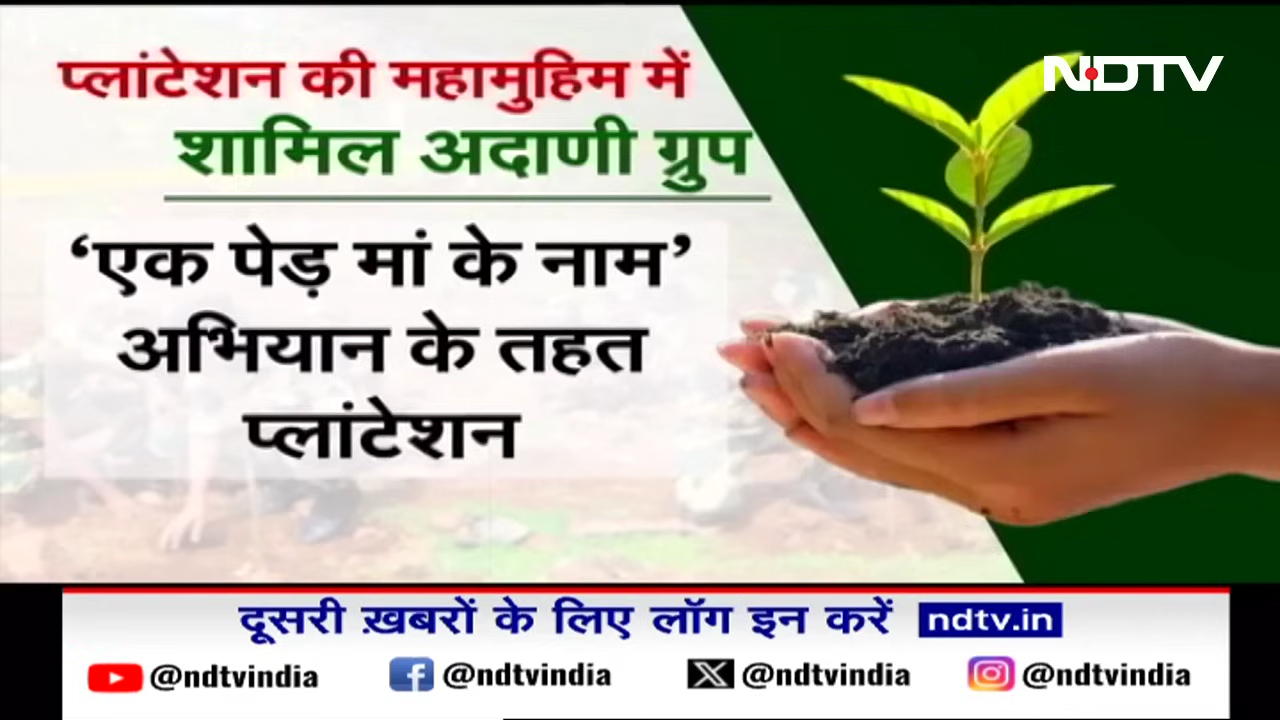 प्लांटेशन की महामुहिम में
NDTV
शामिल अदाणी ग्रुप
‘एक पेड़ मां के नाम’
अभियान के तहत
प्लांटेशन
दूसरी ख़बरों के लिए लॉग इन करें ndtv.in
@ndtvindia @ndtvindia @ndtvindia @ndtvindia